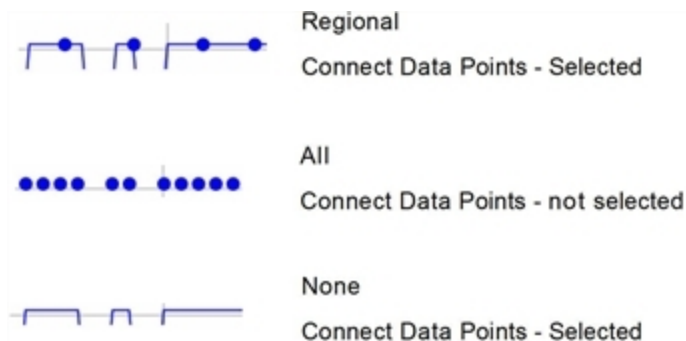 Regional
Connect Data Points - Selected
All
Connect Data Points - not selected
None
Connect Data Points - Selected